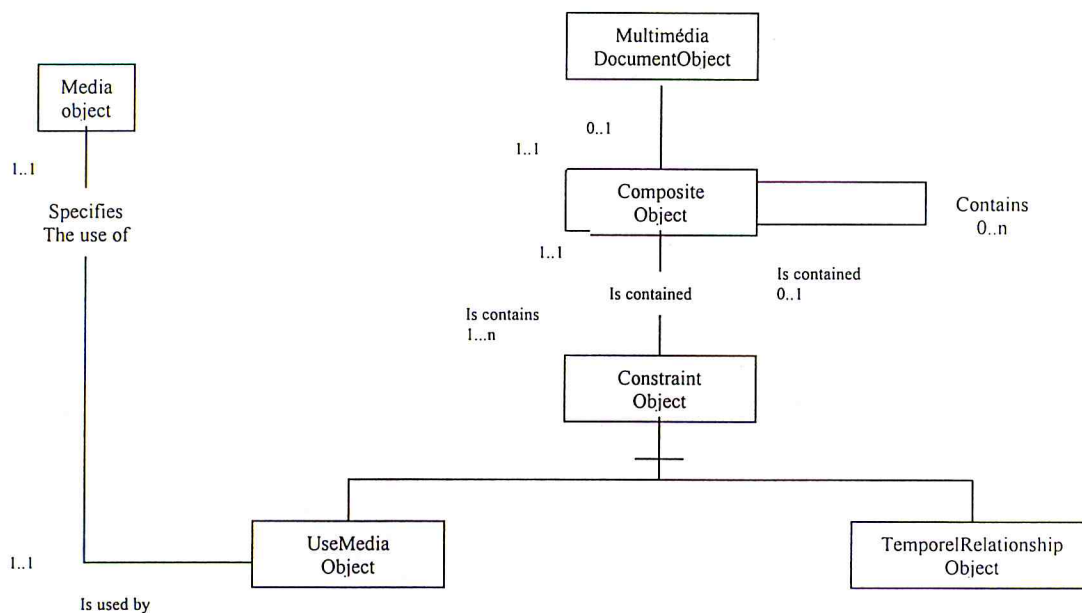 Multimédia
DocumentObject
Media
object
0..1
1..1
1..1
Composite
Object
Contains
0..n
Specifies
The use of
1..1
Is contained
0..1
Is contained
Is contains
1...n
Constraint
Object
UseMedia
Object
TemporelRelationship
Object
1..1
Is used by